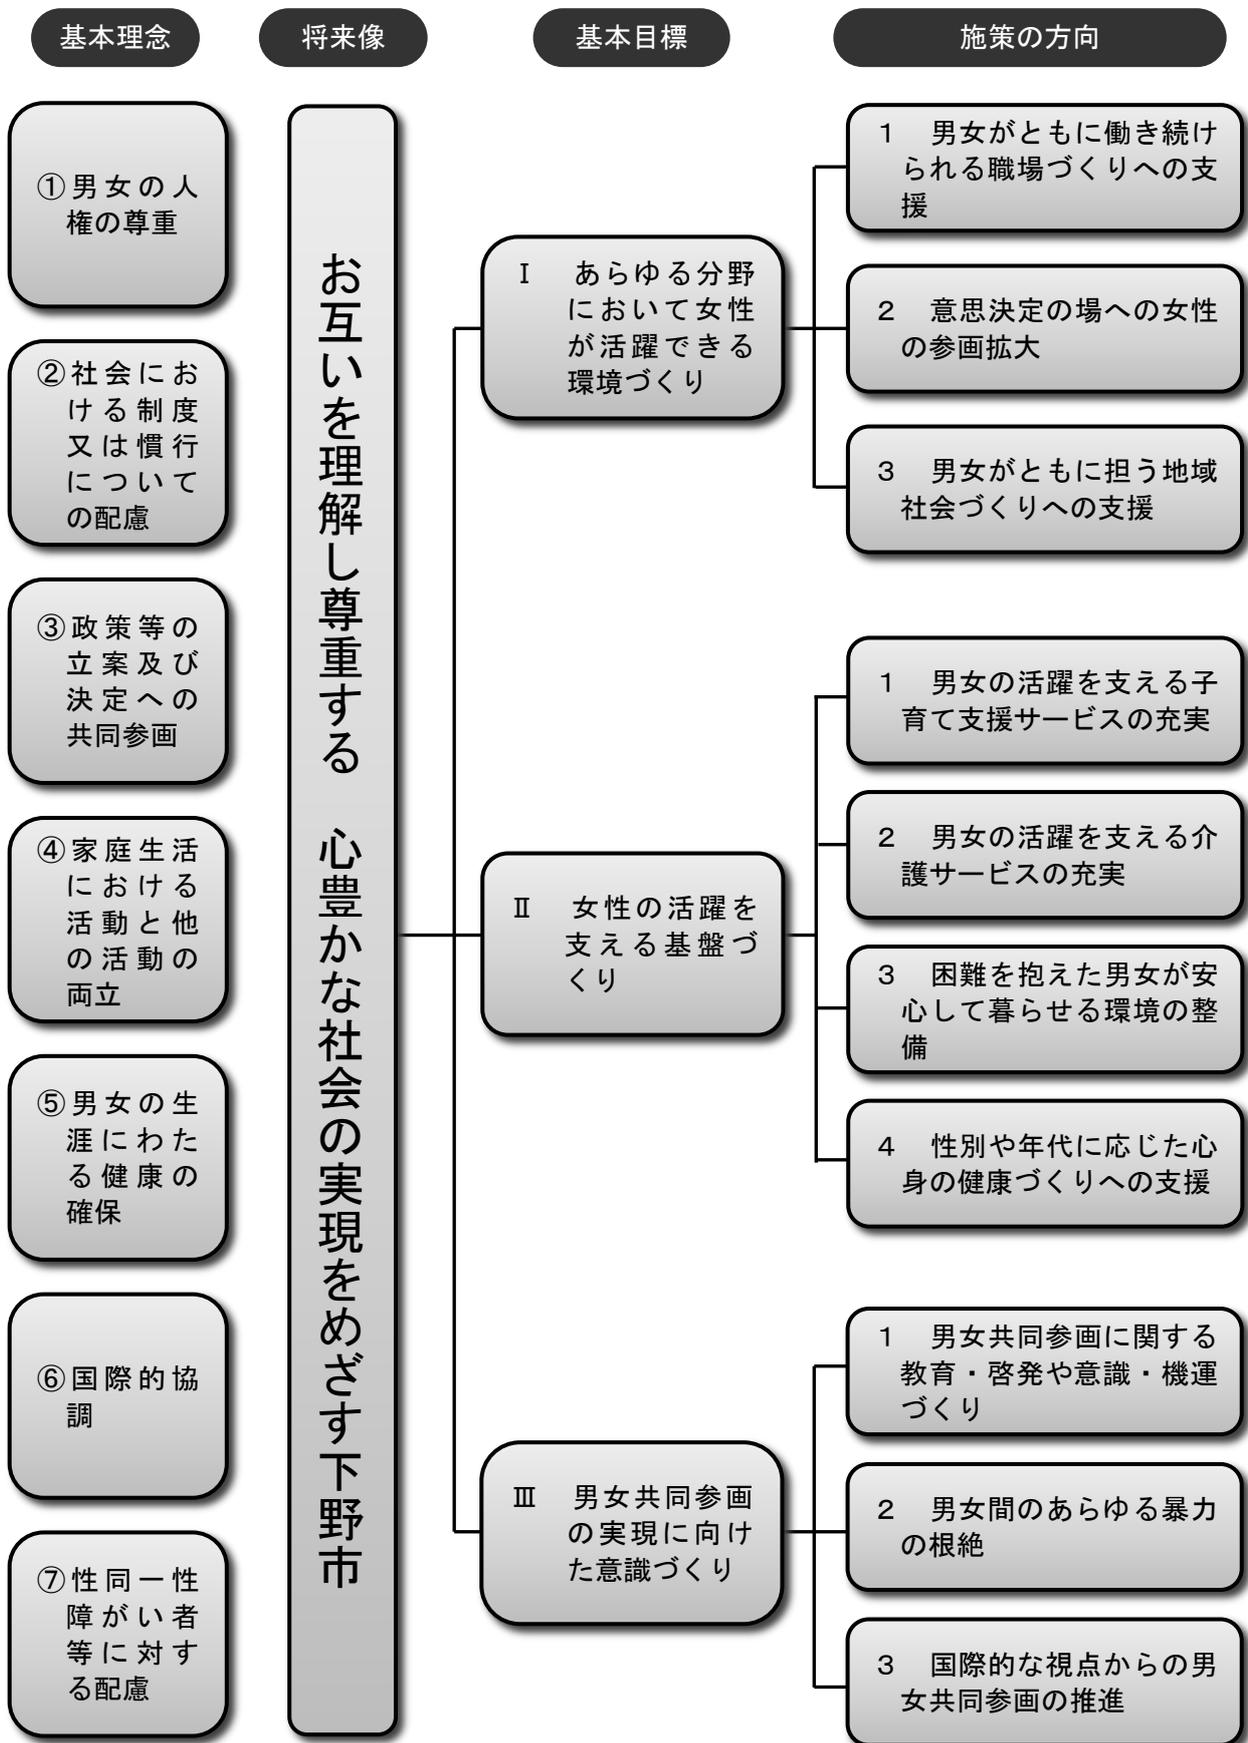 基本理念
将来像
基本目標
施策の方向
①男女の人
権の尊重
②社会にお
ける制度
又は慣行
について
の配慮
③政策等の
立案及び
決定への
共同参画
④家庭生活
における
活動と他
の活動の
両立
⑤男女の生
涯にわた
る健康の
確保
⑥国際的協
調
⑦性同一性
障がい者
等に対す
る配慮
お互いを理解し尊重する　心豊かな社会の実現をめざす下野市
Ⅰ　あらゆる分野
において女性
が活躍できる
環境づくり
Ⅱ　女性の活躍を
支える基盤づ
くり
Ⅲ　男女共同参画
の実現に向け
た意識づくり
1　男女がともに働き続け
られる職場づくりへの支
援
2　意思決定の場への女性
の参画拡大
3　男女がともに担う地域
社会づくりへの支援
1　男女の活躍を支える子
育て支援サービスの充実
2　男女の活躍を支える介
護サービスの充実
3　困難を抱えた男女が安
心して暮らせる環境の整
備
4　性別や年代に応じた心
身の健康づくりへの支援
1　男女共同参画に関する
教育・啓発や意識・機運
づくり
2　男女間のあらゆる暴力
の根絶
3　国際的な視点からの男
女共同参画の推進